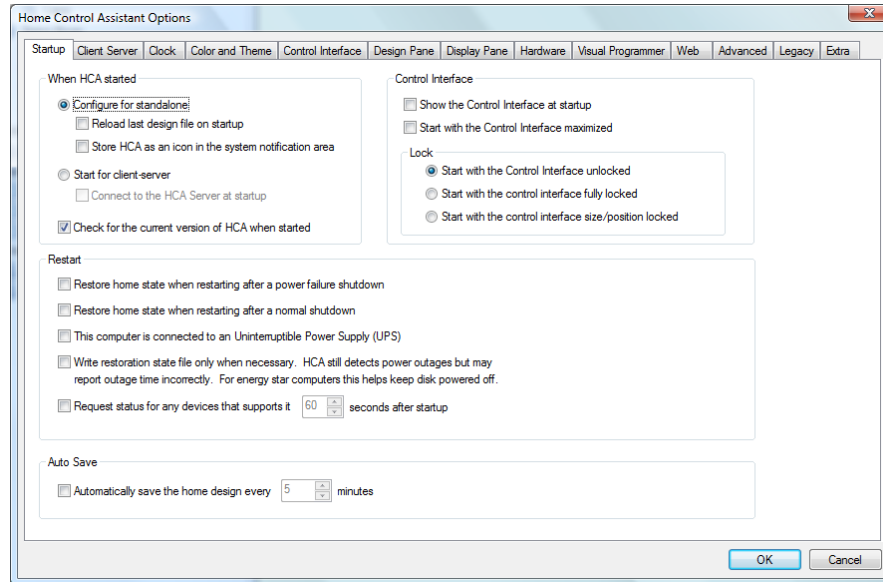 Home Control Assistant Options
Startup Client Server Clock Color and Theme Control Interface Design Pane Display Pane Hardware Visual Programmer Web Advanced Legacy Extra
When HCA started
Configure for standalone
Reload last design file on startup
Store HCA as an icon in the system notification area
Start for client-server
Connect to the HCA Server at startup
Check for the current version of HCA when started
Control Interface
Show the Control Interface at startup
Start with the Control Interface maximized
Lock
Start with the Control Interface unlocked
Start with the control interface fully locked
Start with the control interface size/position locked
Restart
Restore home state when restarting after a power failure shutdown
Restore home state when restarting after a normal shutdown
This computer is connected to an Uninterruptible Power Supply (UPS)
Write restoration state file only when necessary. HCA still detects power outages but may
report outage time incorrectly. For energy star computers this helps keep disk powered off.
Request status for any devices that supports it 60 seconds after startup
Auto Save
Automatically save the home design every 5 minutes
OK Cancel